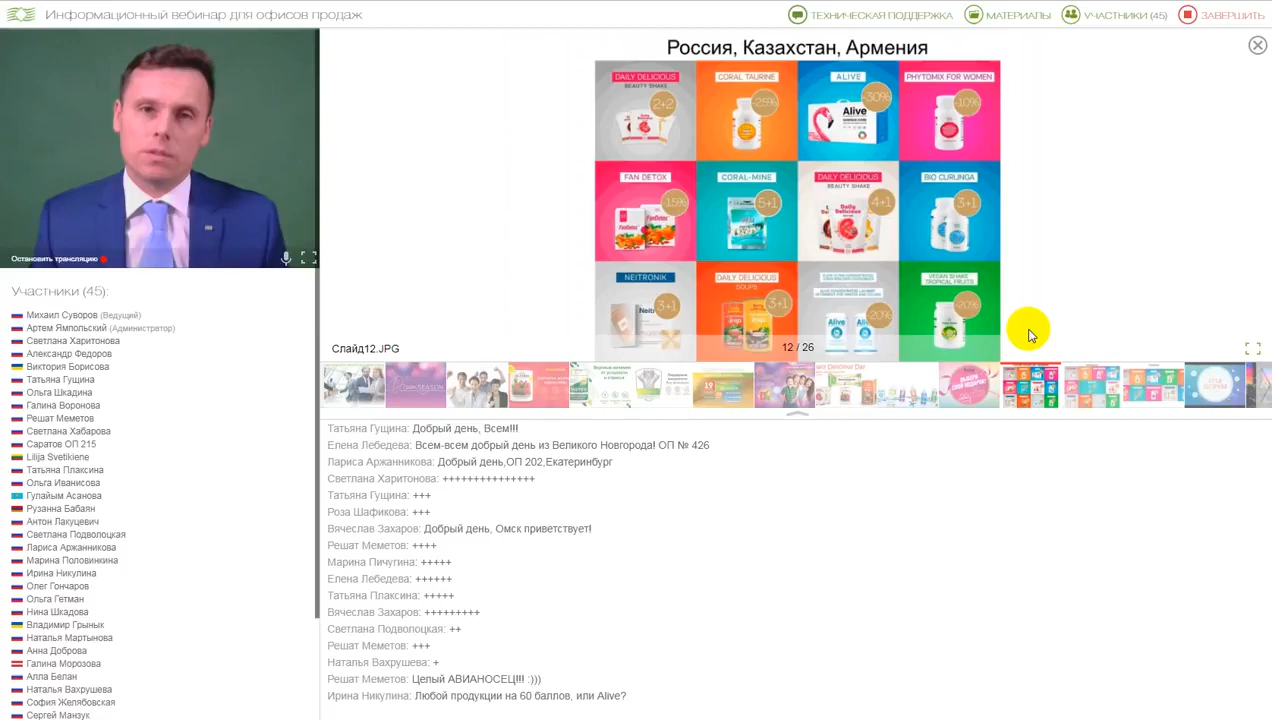 Информационный вебинар для офисов продаж
ТЕХНИЧЕСКАЯ ПОДДЕРЖКА
МАТЕРИАЛЫ
УЧАСТНИКИ (45)
ЗАВЕРШИТЬ
Остановить трансляцию
Россия, Казахстан, Армения
DAILY DELICIOUS
BEAUTY SHAKE
2+2
CORAL TAURINE
-25%
ALIVE
-30%
Alive
PHYTOMIX FOR WOMEN
-10%
FAN DETOX
-15%
FanDetox
CORAL-MINE
5+1
DAILY DELICIOUS
BEAUTY SHAKE
4+1
Daily
Delicious
BIO CURUNGA
3+1
NEITRONIK
3+1
DAILY DELICIOUS
SOUPS
3+1
-20%
Alive
Alive
VEGAN SHAKE
TROPICAL FRUITS
-20%
Слайд12.JPG
12 / 26
Участники (45):
Михаил Суворов (Ведущий)
Артем Ямпольский (Администратор)
Светлана Харитонова
Александр Федоров
Виктория Борисова
Татьяна Гущина
Ольга Шкадина
Галина Воронова
Решат Меметов
Светлана Хабарова
Саратов ОП 215
Lilija Svetikiene
Татьяна Плаксина
Ольга Иванисова
Гулайым Асанова
Рузанна Бабаян
Антон Лакуцевич
Светлана Подволоцкая
Лариса Аржанникова
Марина Половинкина
Ирина Никулина
Олег Гончаров
Ольга Гетман
Нина Шкадова
Владимир Грынык
Наталья Мартынова
Анна Доброва
Галина Морозова
Алла Белан
Наталья Вахрушева
София Желябовская
Сергей Манзук
Татьяна Гущина: Добрый день, Всем!!!
Елена Лебедева: Всем-всем добрый день из Великого Новгорода! ОП № 426
Лариса Аржанникова: Добрый день,ОП 202,Екатеринбург
Светлана Харитонова: +++++++++++++++
Татьяна Гущина: +++
Роза Шафикова: +++
Вячеслав Захаров: Добрый день, Омск приветствует!
Решат Меметов: ++++
Марина Пичугина: +++++
Елена Лебедева: ++++++
Татьяна Плаксина: +++++
Вячеслав Захаров: +++++++++
Светлана Подволоцкая: ++
Решат Меметов: +++
Наталья Вахрушева: +
Решат Меметов: Целый АВИАНОСЕЦ!!! :)))
Ирина Никулина: Любой продукции на 60 баллов, или Alive?